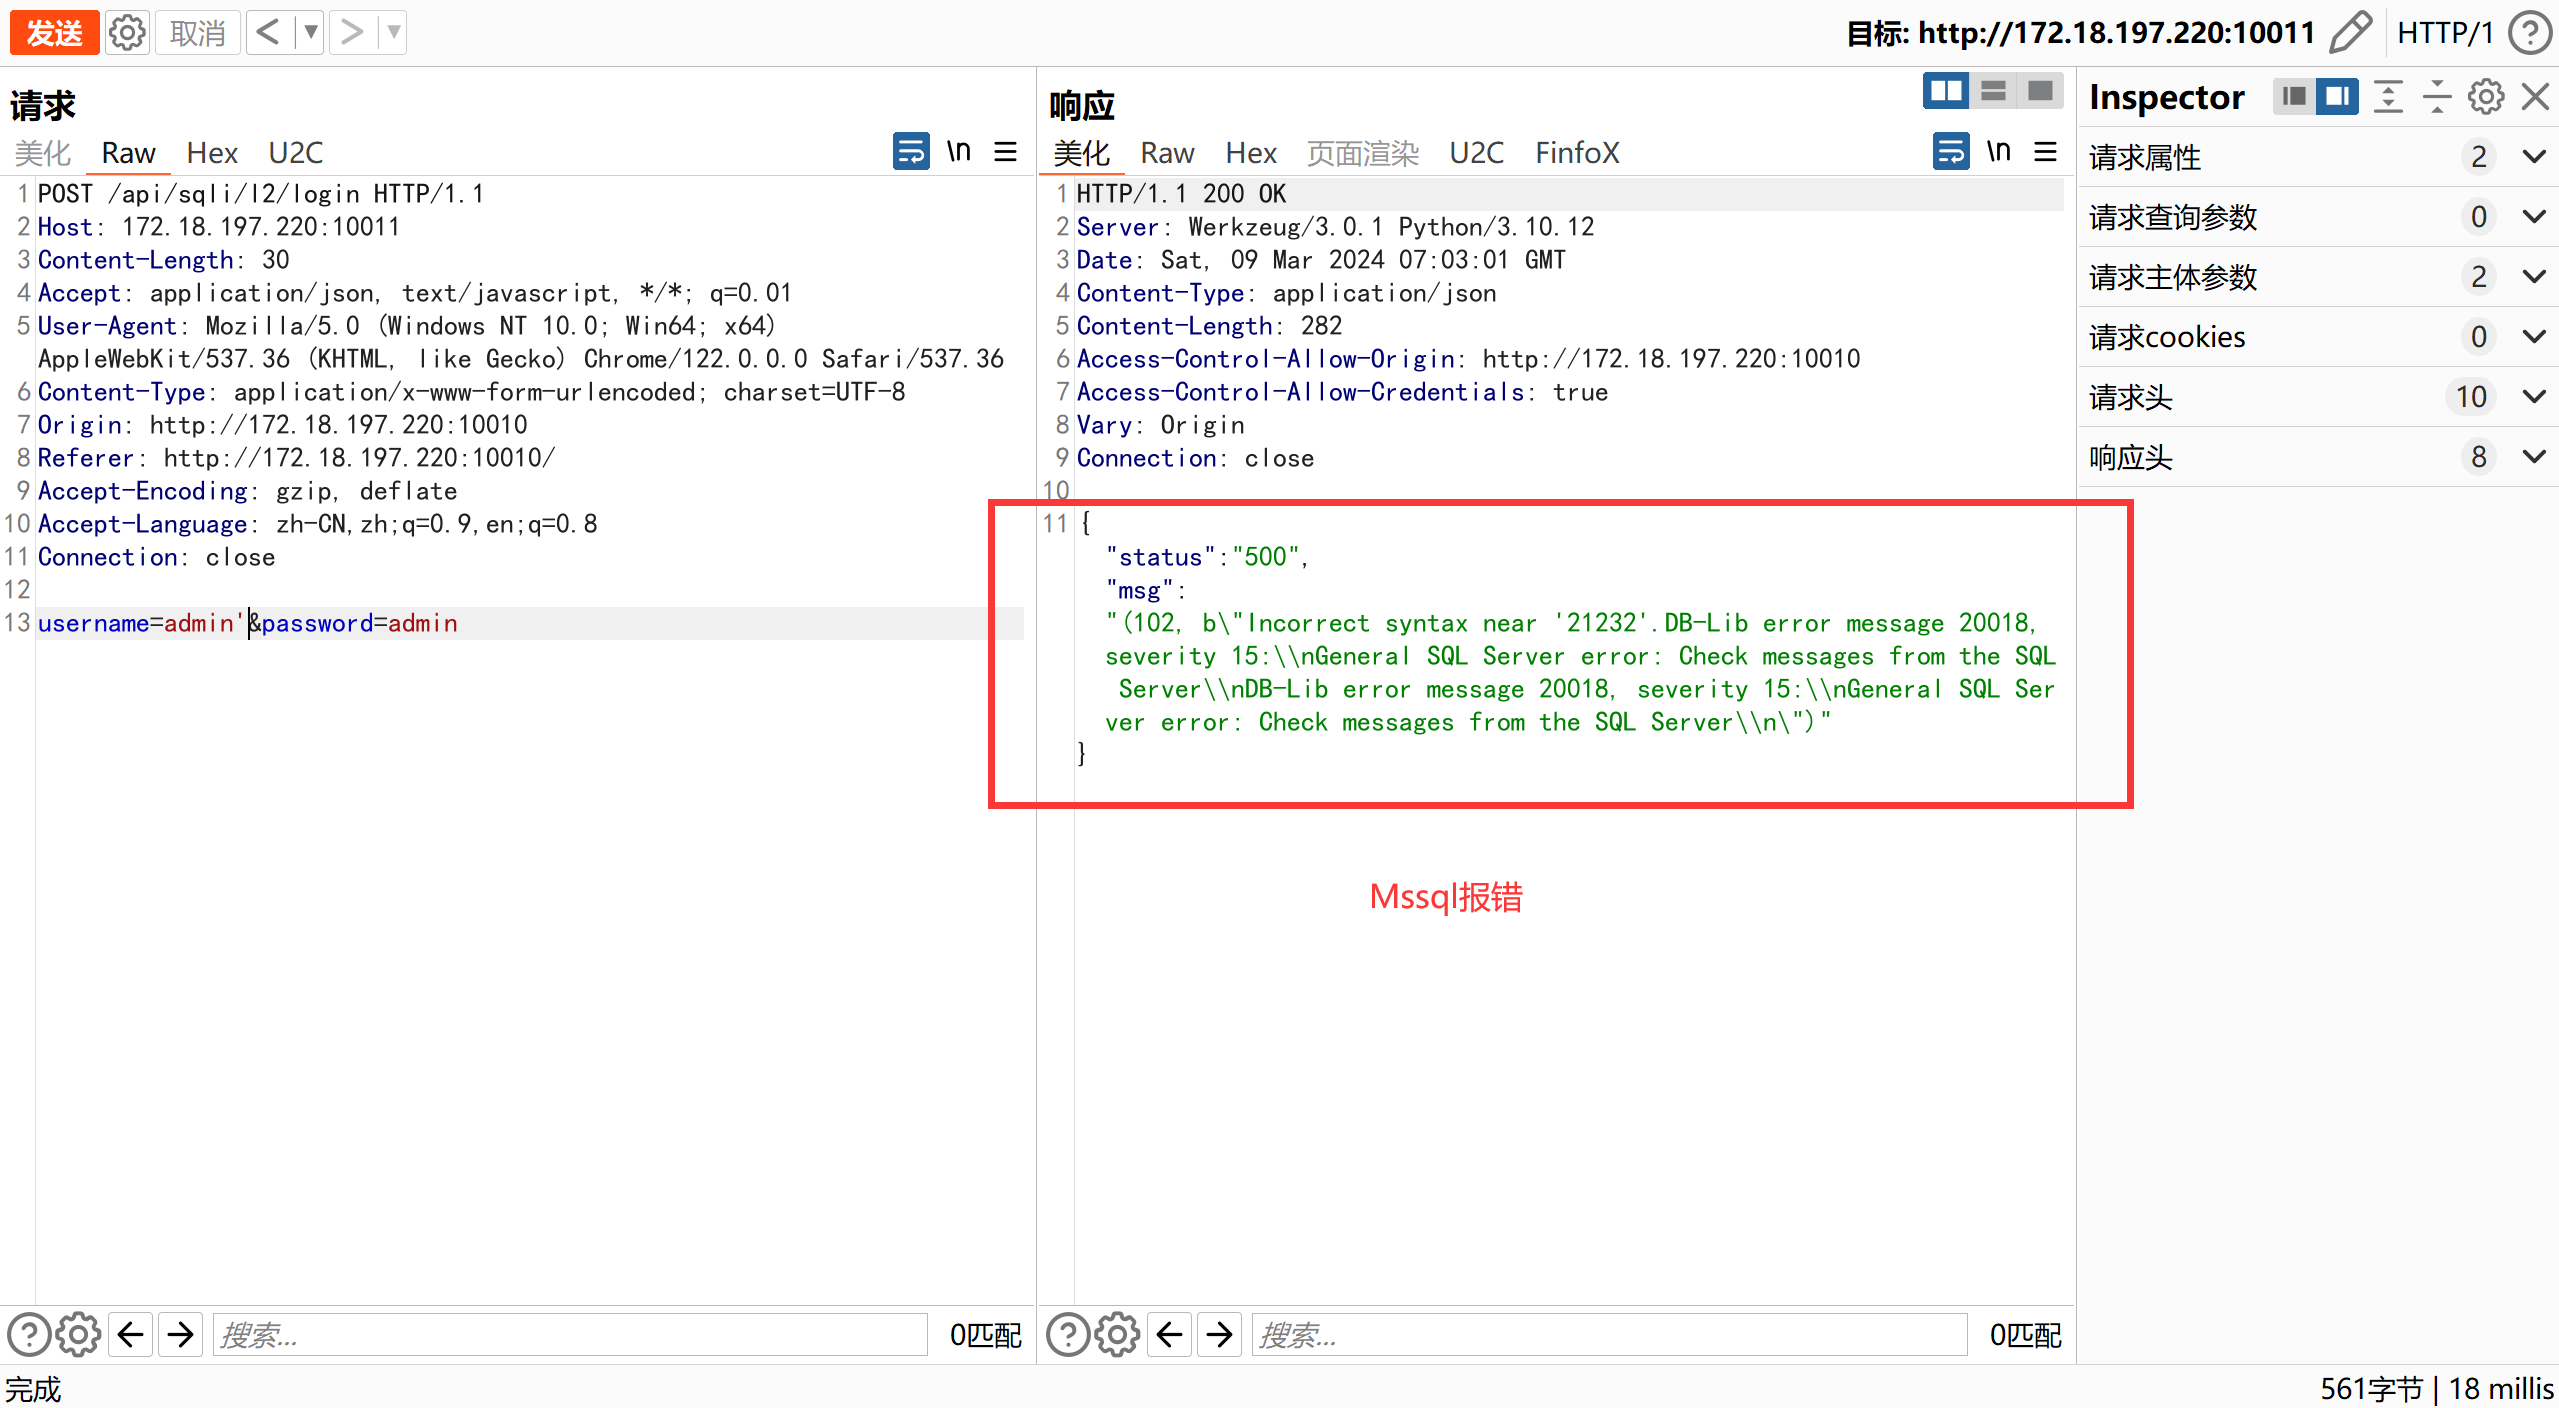 发送 取消 < ▼ > ▼ 目标: http://172.18.197.220:10011 HTTP/1
请求
美化 Raw Hex U2C \n
1 POST /api/sqli/l2/login HTTP/1.1
2 Host: 172.18.197.220:10011
3 Content-Length: 30
4 Accept: application/json, text/javascript, */*; q=0.01
5 User-Agent: Mozilla/5.0 (Windows NT 10.0; Win64; x64)
AppleWebKit/537.36 (KHTML, like Gecko) Chrome/122.0.0.0 Safari/537.36
6 Content-Type: application/x-www-form-urlencoded; charset=UTF-8
7 Origin: http://172.18.197.220:10010
8 Referer: http://172.18.197.220:10010/
9 Accept-Encoding: gzip, deflate
10 Accept-Language: zh-CN,zh;q=0.9,en;q=0.8
11 Connection: close
12
13 username=admin'&password=admin
搜索... 0匹配
响应
美化 Raw Hex 页面渲染 U2C FinfoX \n
1 HTTP/1.1 200 OK
2 Server: Werkzeug/3.0.1 Python/3.10.12
3 Date: Sat, 09 Mar 2024 07:03:01 GMT
4 Content-Type: application/json
5 Content-Length: 282
6 Access-Control-Allow-Origin: http://172.18.197.220:10010
7 Access-Control-Allow-Credentials: true
8 Vary: Origin
9 Connection: close
10
11 {
"status":"500",
"msg":
"(102, b\"Incorrect syntax near '21232'.DB-Lib error message 20018,
severity 15:\\nGeneral SQL Server error: Check messages from the SQL
Server\\nDB-Lib error message 20018, severity 15:\\nGeneral SQL Ser
ver error: Check messages from the SQL Server\\n\")"
}
Mssql报错
搜索... 0匹配
Inspector
请求属性 2
请求查询参数 0
请求主体参数 2
请求cookies 0
请求头 10
响应头 8
完成 561字节 | 18 millis